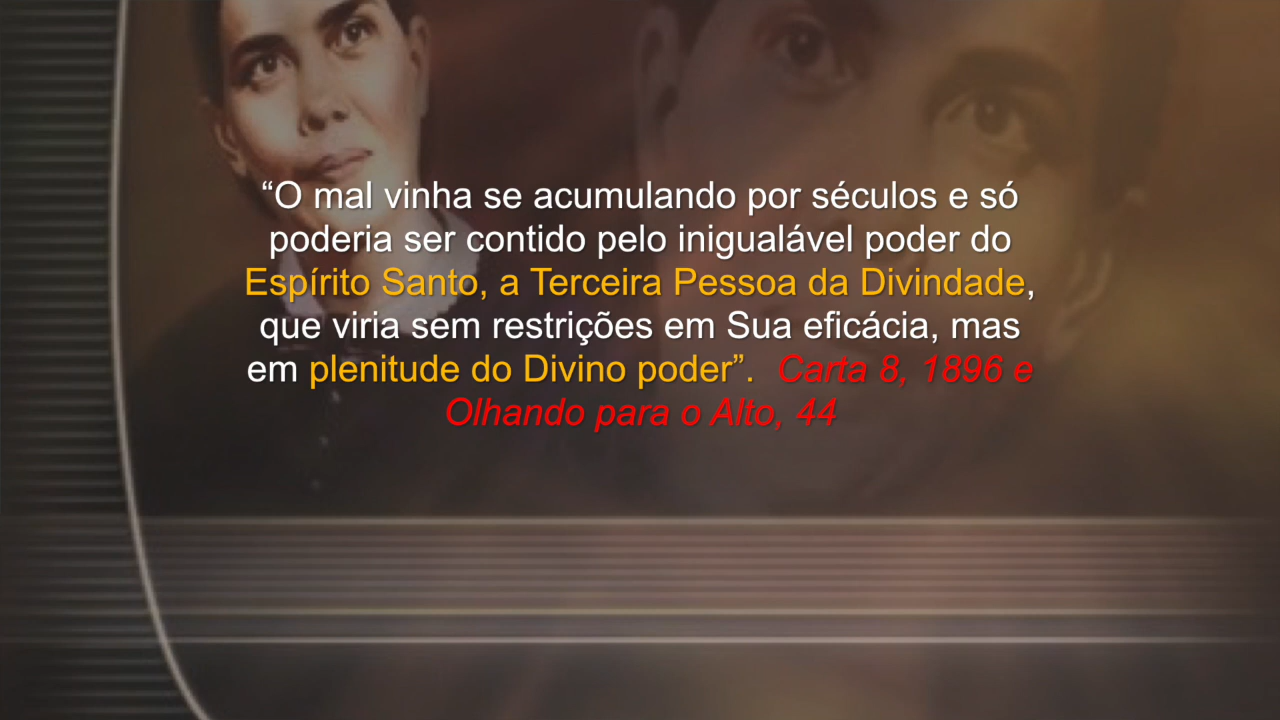 “O mal vinha se acumulando por séculos e só
poderia ser contido pelo inigualável poder do
Espírito Santo, a Terceira Pessoa da Divindade,
que viria sem restrições em Sua eficácia, mas
em plenitude do Divino poder”. Carta 8, 1896 e
Olhando para o Alto, 44